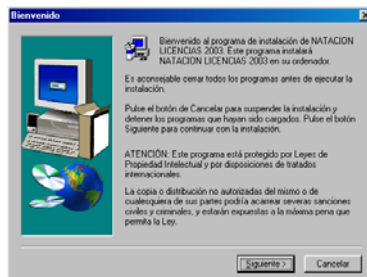 Bienvenido
Bienvenido al programa de instalación de NATACION
LICENCIAS 2003. Este programa instalará
NATACION LICENCIAS 2003 en su ordenador.
Es aconsejable cerrar todos los programas antes de ejecutar la
instalación.
Pulse el botón de Cancelar para suspender la instalación y
detener los programas que hayan sido cargados. Pulse el botón
Siguiente para continuar con la instalación.
ATENCIÓN: Este programa está protegido por Leyes de
Propiedad Intelectual y por disposiciones de tratados
internacionales.
La copia o distribución no autorizadas del mismo o de
cualesquiera de sus partes podría acarrear severas sanciones
civiles y criminales, y estarán expuestas a la máxima pena que
permita la Ley.
Siguiente >
Cancelar